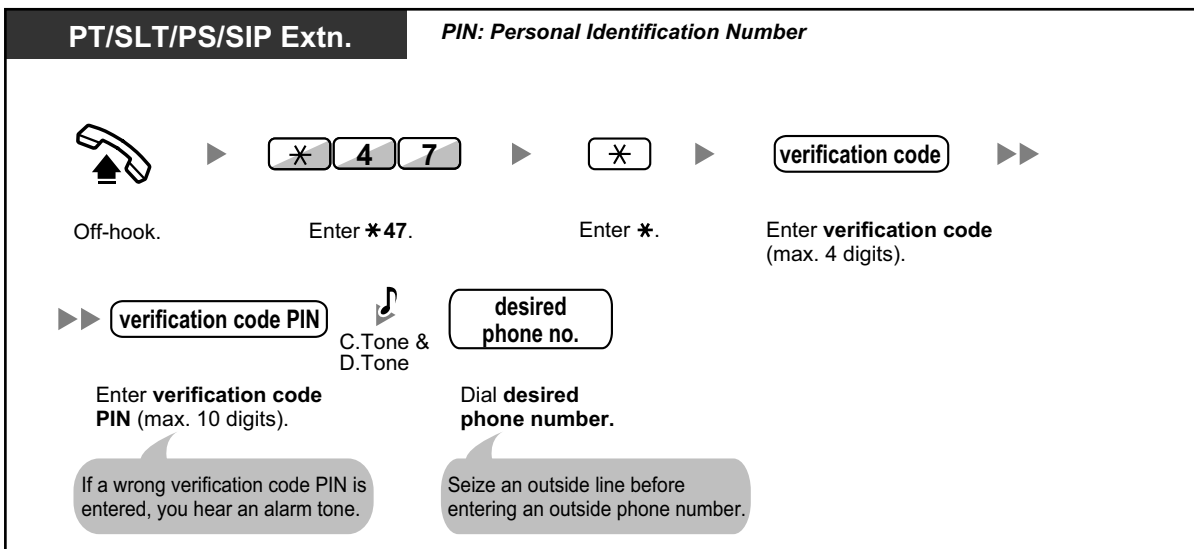 PT/SLT/PS/SIP Extn.
PIN: Personal Identification Number
* 4 7
*
verification code
Off-hook.
Enter *47.
Enter *.
Enter verification code
(max. 4 digits).
verification code PIN
C.Tone &
D.Tone
desired
phone no.
Enter verification code
PIN (max. 10 digits).
Dial desired
phone number.
If a wrong verification code PIN is
entered, you hear an alarm tone.
Seize an outside line before
entering an outside phone number.